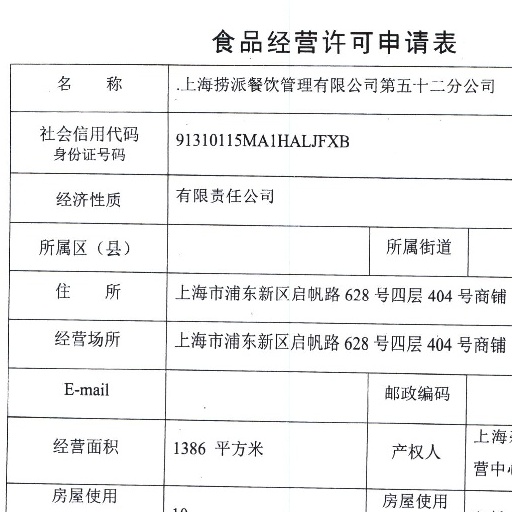 食品经营许可申请表
名 称 上海捞派餐饮管理有限公司第五十二分公司
社会信用代码
身份证号码 91310115MA1HALJFXB
经济性质 有限责任公司
所属区（县） 所属街道
住 所 上海市浦东新区启帆路 628 号四层 404 号商铺
经营场所 上海市浦东新区启帆路 628 号四层 404 号商铺
E-mail 邮政编码
经营面积 1386 平方米 产权人 上海
营中心
房屋使用 房屋使用